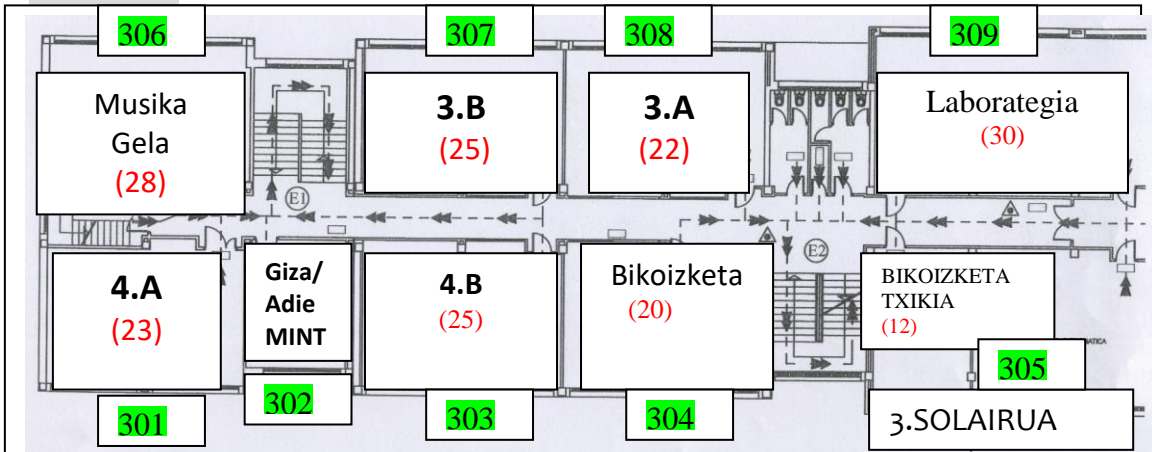 306
307
308
309
Musika
Gela
(28)
3.B
(25)
3.A
(22)
Laborategia
(30)
E1
E2
4.A
(23)
Giza/
Adie
MINT
4.B
(25)
Bikoizketa
(20)
BIKOIZKETA
TXIKIA
(12)
301
302
303
304
305
3.SOLAIRUA